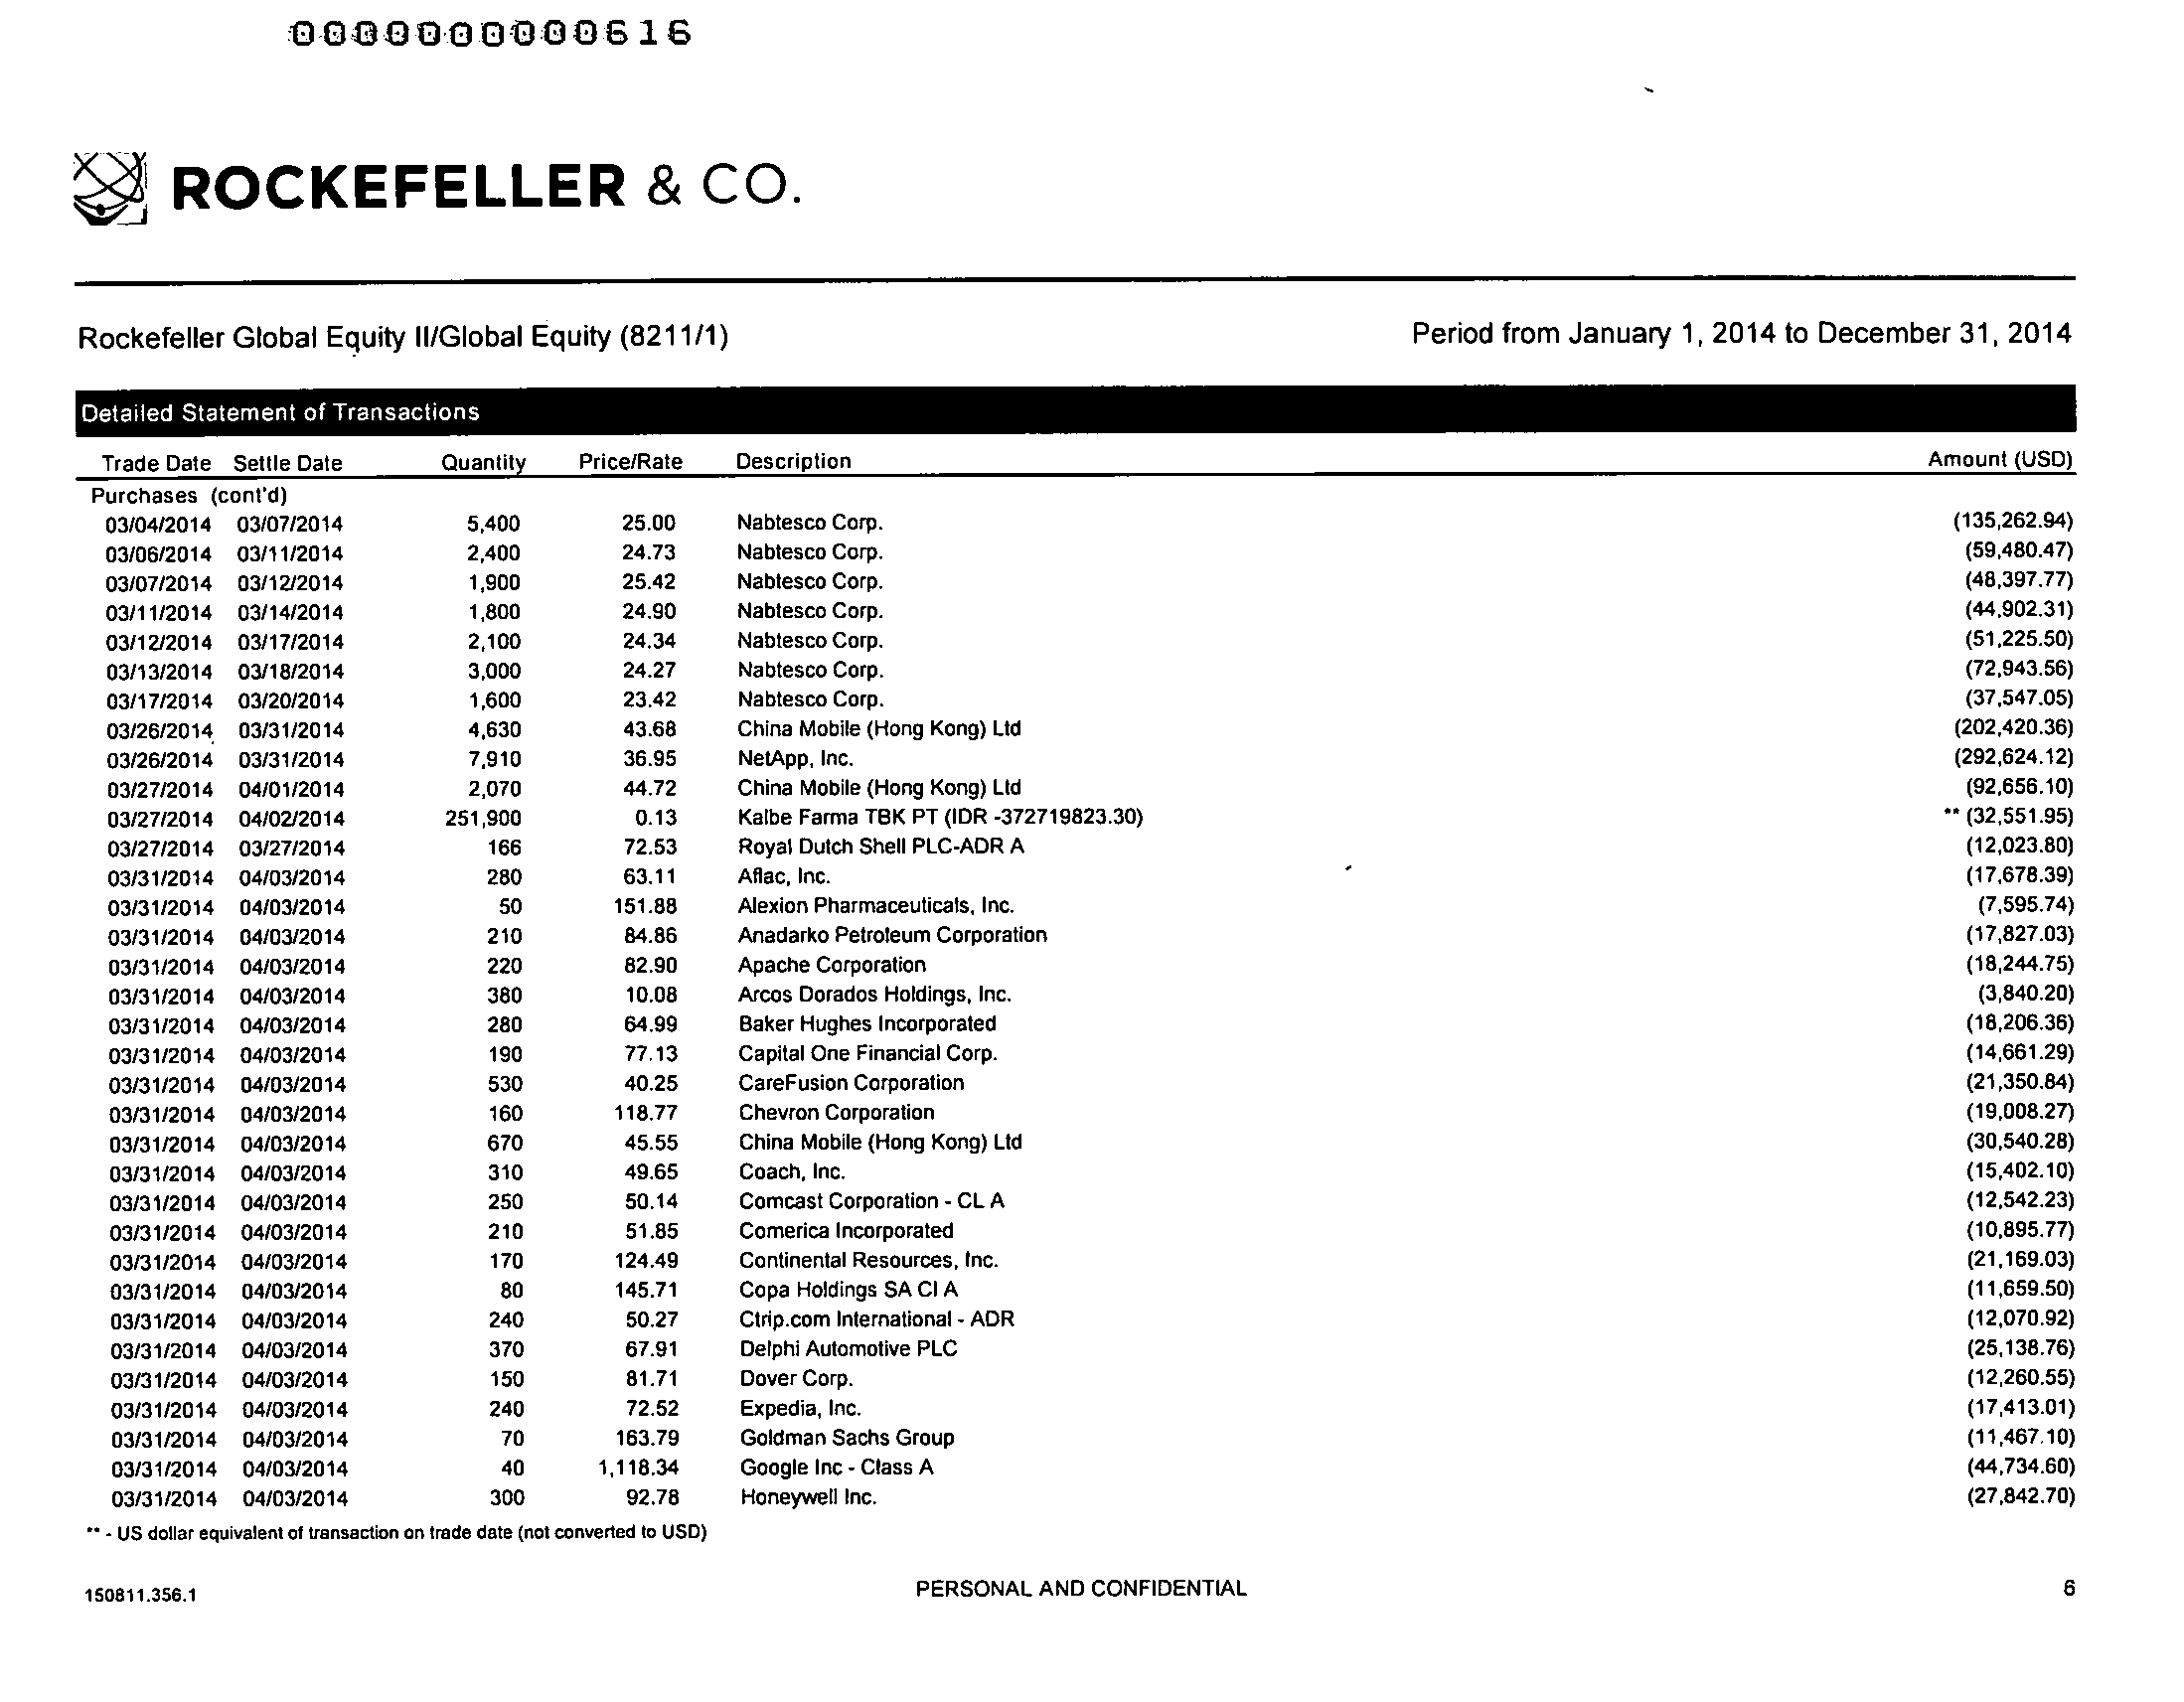 0000000000616
ROCKEFELLER & CO.
Rockefeller Global Equity II/Global Equity (8211/1) Period from January 1, 2014 to December 31, 2014
Detailed Statement of Transactions
Trade Date Settle Date Quantity Price/Rate Description Amount (USD)
Purchases (cont'd)
03/04/2014 03/07/2014 5,400 25.00 Nabtesco Corp. (135,262.94)
03/06/2014 03/11/2014 2,400 24.73 Nabtesco Corp. (59,480.47)
03/07/2014 03/12/2014 1,900 25.42 Nabtesco Corp. (48,397.77)
03/11/2014 03/14/2014 1,800 24.90 Nabtesco Corp. (44,902.31)
03/12/2014 03/17/2014 2,100 24.34 Nabtesco Corp. (51,225.50)
03/13/2014 03/18/2014 3,000 24.27 Nabtesco Corp. (72,943.56)
03/17/2014 03/20/2014 1,600 23.42 Nabtesco Corp. (37,547.05)
03/26/2014 03/31/2014 4,630 43.68 China Mobile (Hong Kong) Ltd (202,420.36)
03/26/2014 03/31/2014 7,910 36.95 NetApp, Inc. (292,624.12)
03/27/2014 04/01/2014 2,070 44.72 China Mobile (Hong Kong) Ltd (92,656.10)
03/27/2014 04/02/2014 251,900 0.13 Kalbe Farma TBK PT (IDR -372719823.30) ** (32,551.95)
03/27/2014 03/27/2014 166 72.53 Royal Dutch Shell PLC-ADR A (12,023.80)
03/31/2014 04/03/2014 280 63.11 Aflac, Inc. (17,678.39)
03/31/2014 04/03/2014 50 151.88 Alexion Pharmaceuticals, Inc. (7,595.74)
03/31/2014 04/03/2014 210 84.86 Anadarko Petroleum Corporation (17,827.03)
03/31/2014 04/03/2014 220 82.90 Apache Corporation (18,244.75)
03/31/2014 04/03/2014 380 10.08 Arcos Dorados Holdings, Inc. (3,840.20)
03/31/2014 04/03/2014 280 64.99 Baker Hughes Incorporated (18,206.36)
03/31/2014 04/03/2014 190 77.13 Capital One Financial Corp. (14,661.29)
03/31/2014 04/03/2014 530 40.25 CareFusion Corporation (21,350.84)
03/31/2014 04/03/2014 160 118.77 Chevron Corporation (19,008.27)
03/31/2014 04/03/2014 670 45.55 China Mobile (Hong Kong) Ltd (30,540.28)
03/31/2014 04/03/2014 310 49.65 Coach, Inc. (15,402.10)
03/31/2014 04/03/2014 250 50.14 Comcast Corporation - CL A (12,542.23)
03/31/2014 04/03/2014 210 51.85 Comerica Incorporated (10,895.77)
03/31/2014 04/03/2014 170 124.49 Continental Resources, Inc. (21,169.03)
03/31/2014 04/03/2014 80 145.71 Copa Holdings SA Cl A (11,659.50)
03/31/2014 04/03/2014 240 50.27 Ctrip.com International - ADR (12,070.92)
03/31/2014 04/03/2014 370 67.91 Delphi Automotive PLC (25,138.76)
03/31/2014 04/03/2014 150 81.71 Dover Corp. (12,260.55)
03/31/2014 04/03/2014 240 72.52 Expedia, Inc. (17,413.01)
03/31/2014 04/03/2014 70 163.79 Goldman Sachs Group (11,467.10)
03/31/2014 04/03/2014 40 1,118.34 Google Inc - Class A (44,734.60)
03/31/2014 04/03/2014 300 92.78 Honeywell Inc. (27,842.70)
** - US dollar equivalent of transaction on trade date (not converted to USD)
150811.356.1 PERSONAL AND CONFIDENTIAL 6